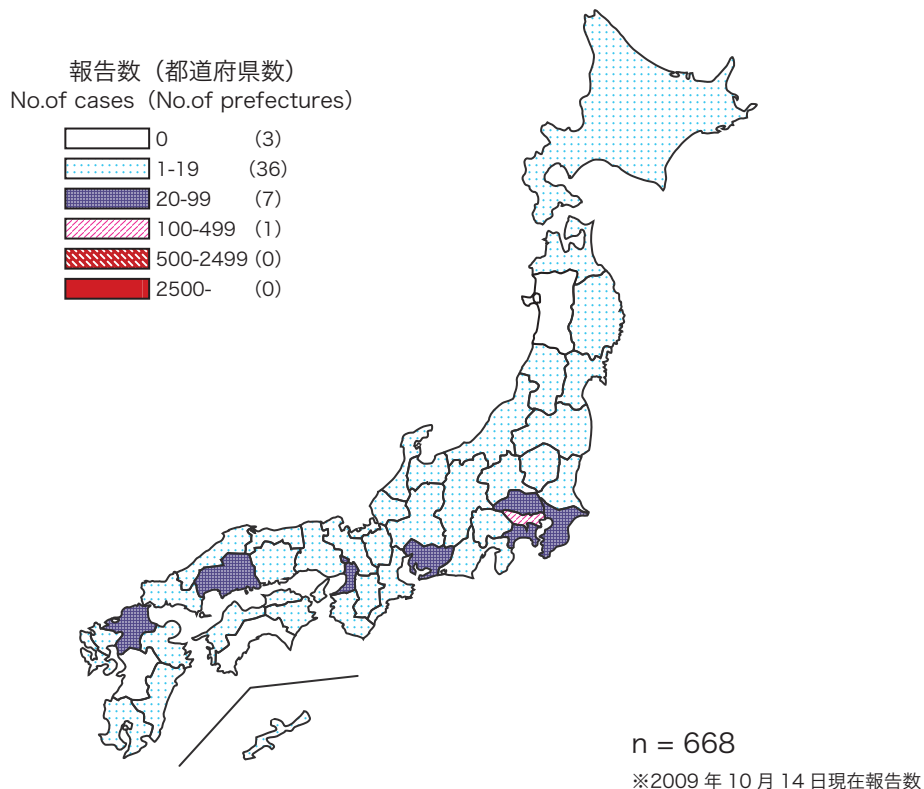 報告数（都道府県数）
No.of cases（No.of prefectures）
0 (3)
1-19 (36)
20-99 (7)
100-499 (1)
500-2499 (0)
2500- (0)
n = 668
※2009 年 10 月 14 日現在報告数